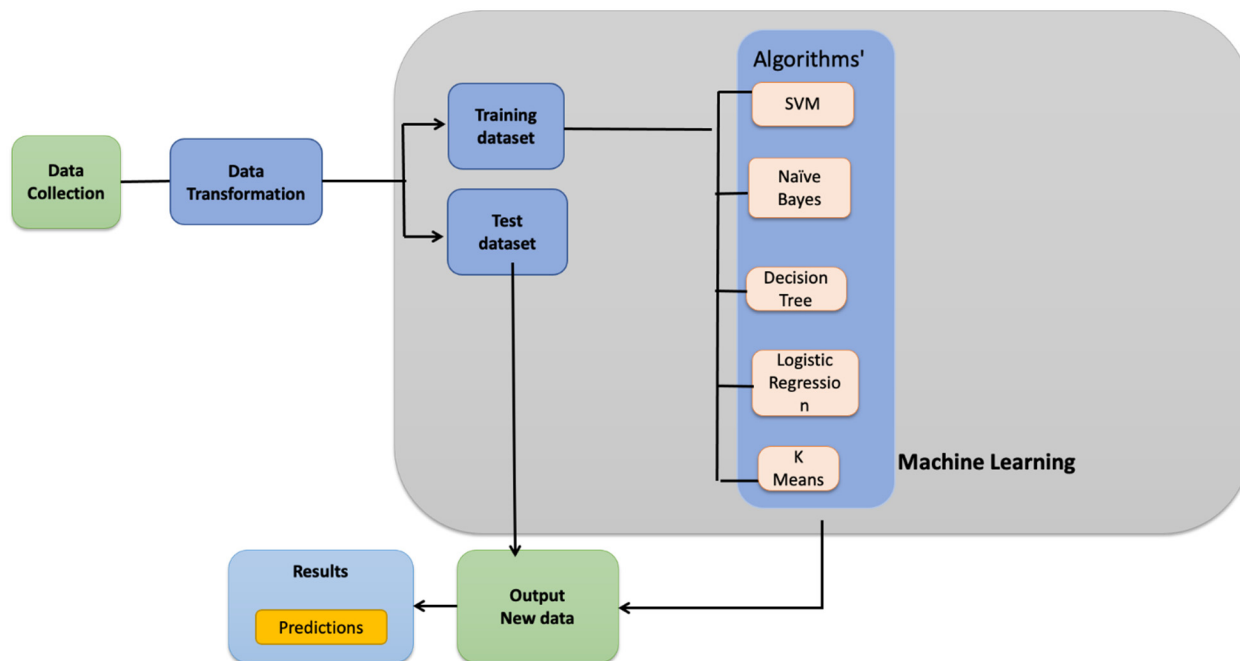 Data
Collection
Data
Transformation
Training
dataset
Test
dataset
Algorithms'
SVM
Naïve
Bayes
Decision
Tree
Logistic
Regressio
n
K
Means
Machine Learning
Results
Predictions
Output
New data